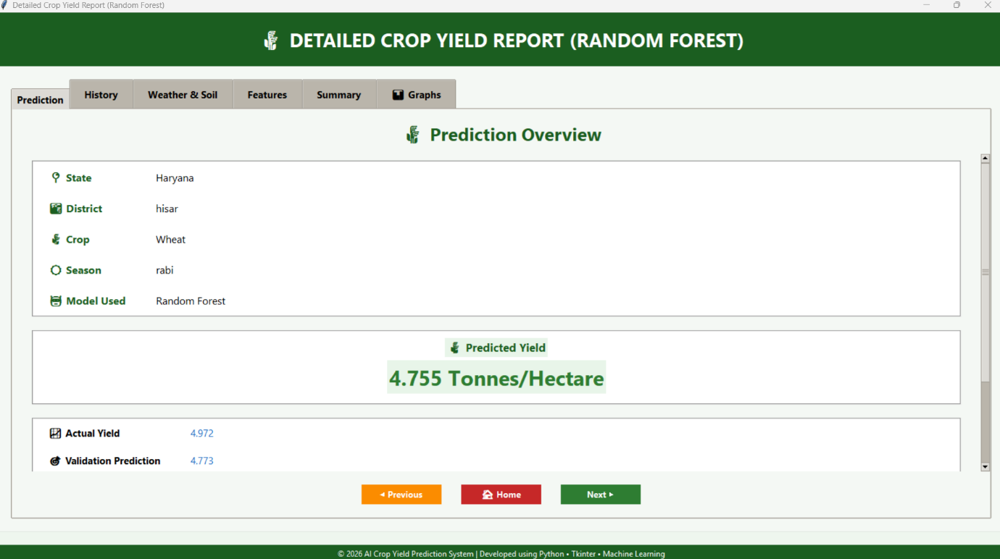 Detailed Crop Yield Report (Random Forest)
DETAILED CROP YIELD REPORT (RANDOM FOREST)
Prediction History Weather & Soil Features Summary Graphs
Prediction Overview
State Haryana
District hisar
Crop Wheat
Season rabi
Model Used Random Forest
Predicted Yield
4.755 Tonnes/Hectare
Actual Yield 4.972
Validation Prediction 4.773
◂ Previous Home Next ▸
© 2026 AI Crop Yield Prediction System | Developed using Python • Tkinter • Machine Learning